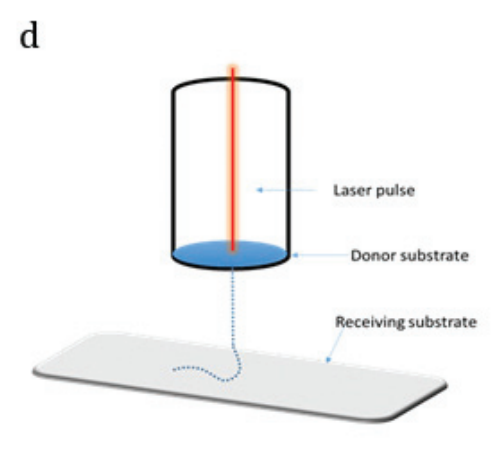 d
Laser pulse
Donor substrate
Receiving substrate